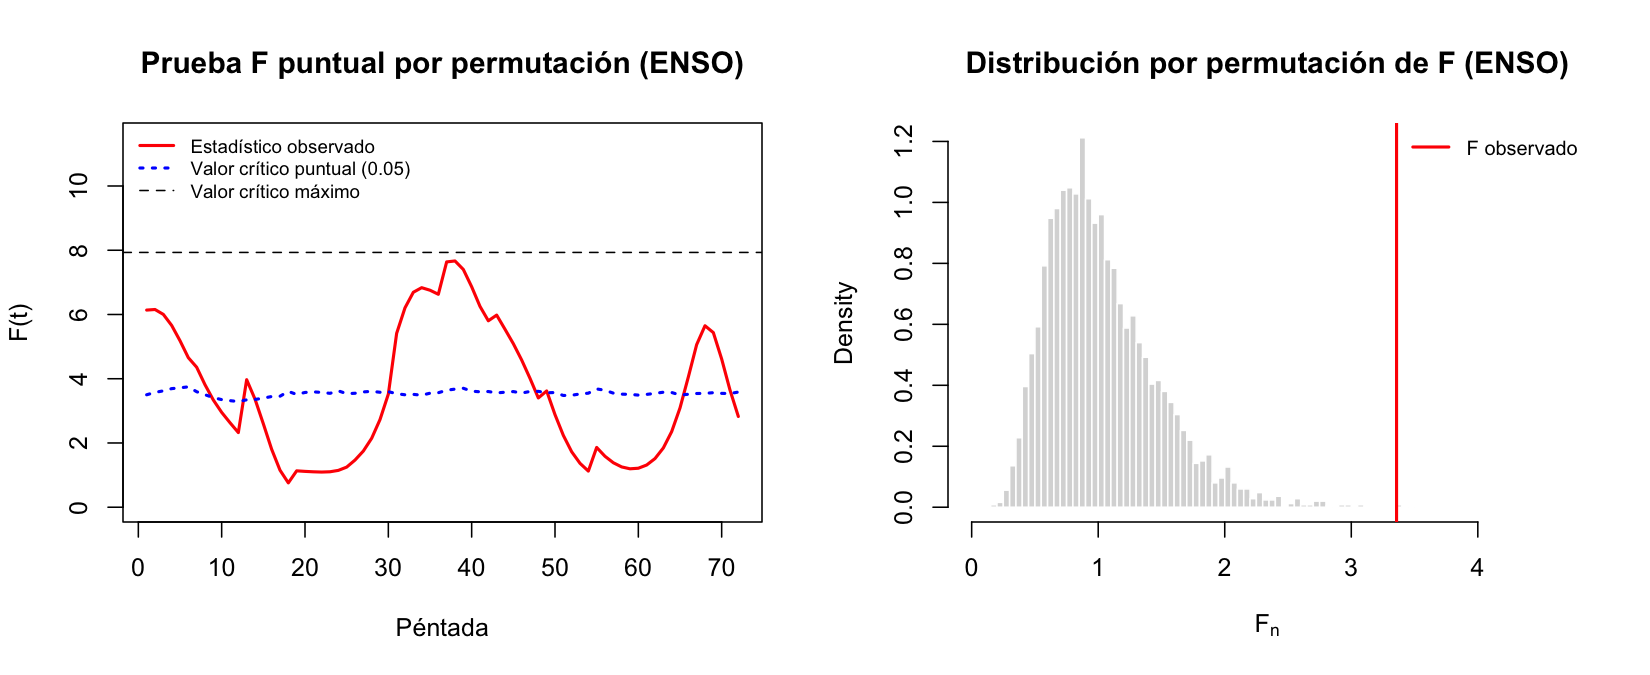 Prueba F puntual por permutación (ENSO)
Estadístico observado
Valor crítico puntual (0.05)
Valor crítico máximo
F(t)
0 2 4 6 8 10
0 10 20 30 40 50 60 70
Péntada
Distribución por permutación de F (ENSO)
F observado
Density
0.0 0.2 0.4 0.6 0.8 1.0 1.2
0 1 2 3 4
Fn